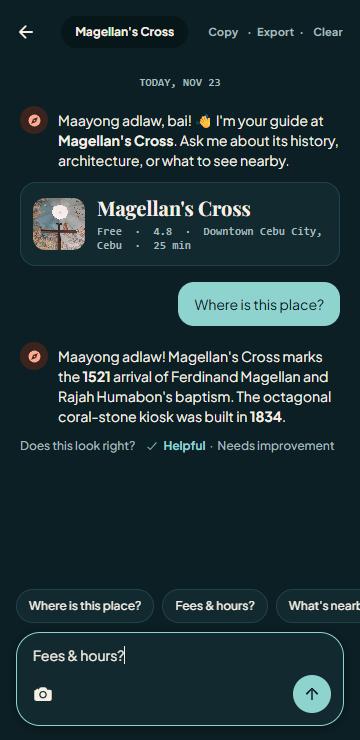 Magellan's Cross
Copy · Export · Clear
TODAY, NOV 23
Maayong adlaw, bai! 👋 I'm your guide at
Magellan's Cross. Ask me about its history,
architecture, or what to see nearby.
Magellan's Cross
Free · 4.8 · Downtown Cebu City,
Cebu · 25 min
Where is this place?
Maayong adlaw! Magellan's Cross marks
the 1521 arrival of Ferdinand Magellan and
Rajah Humabon's baptism. The octagonal
coral-stone kiosk was built in 1834.
Does this look right? ✓ Helpful · Needs improvement
Where is this place? Fees & hours? What's nearb
Fees & hours?